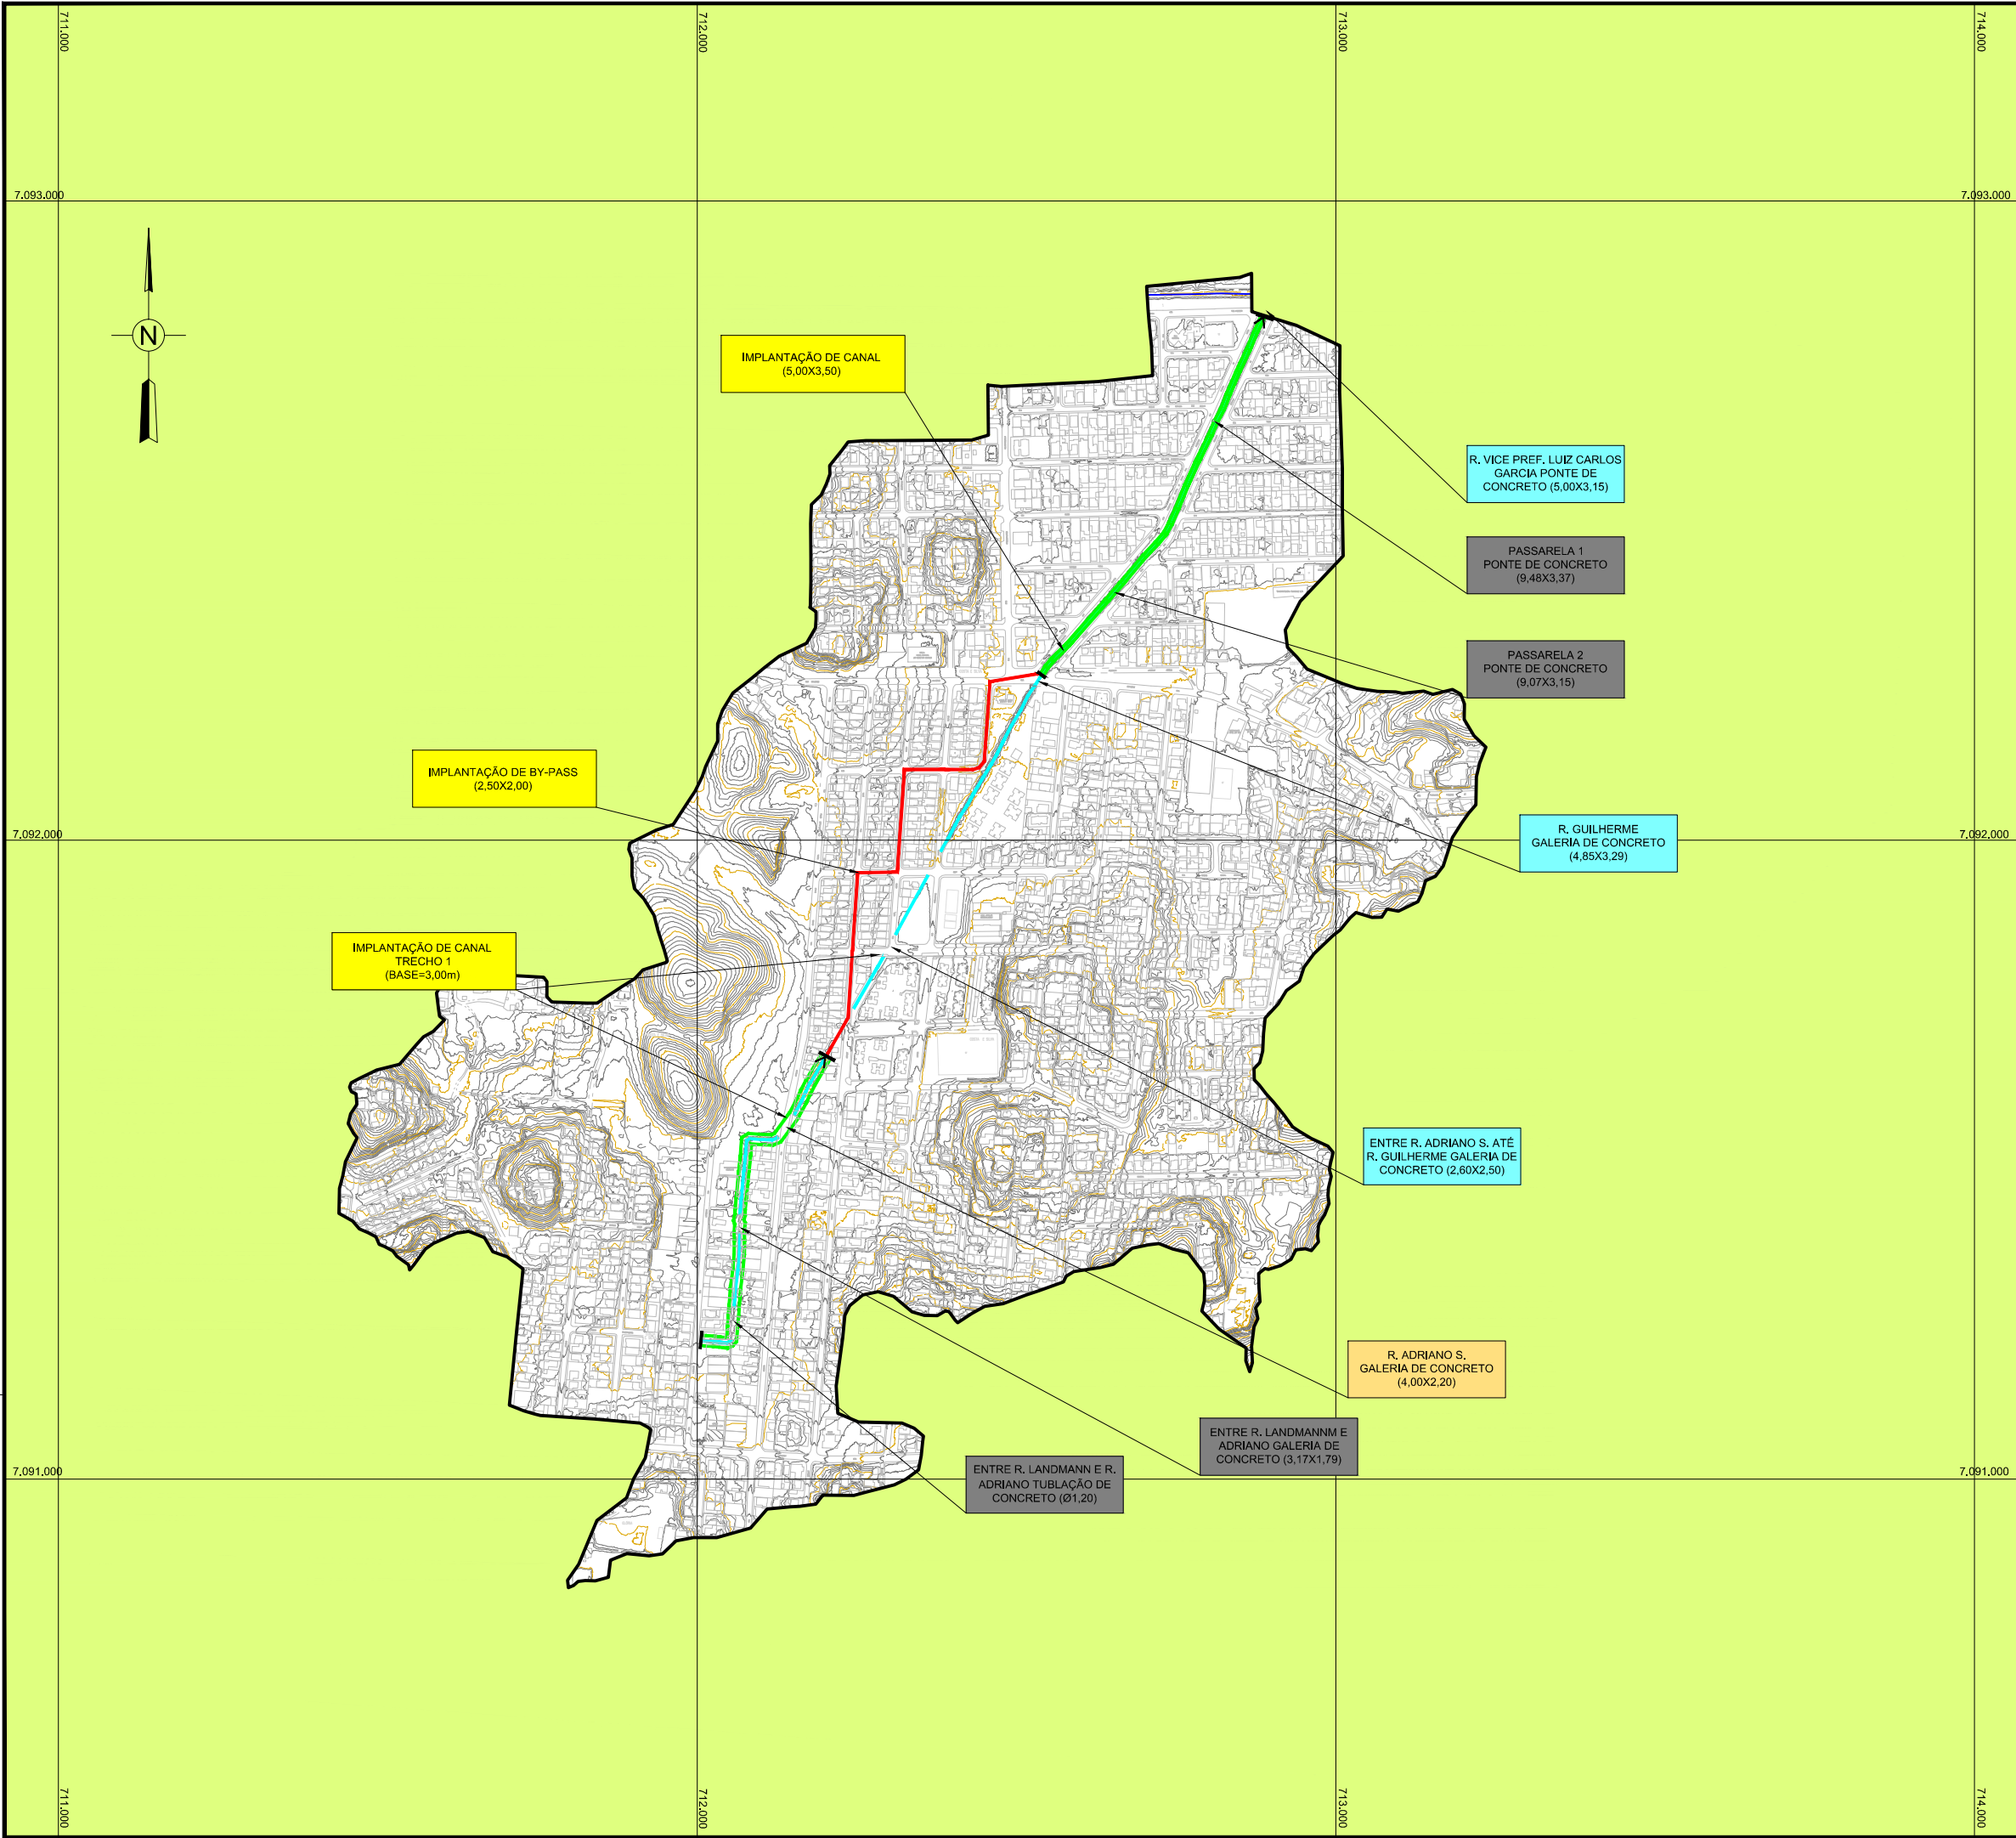 711.000
712.000
713.000
714.000
7.093.000
7.093.000
N
IMPLANTAÇÃO DE CANAL
(5,00X3,50)
R. VICE PREF. LUIZ CARLOS
GARCIA PONTE DE
CONCRETO (5,00X3,15)
PASSARELA 1
PONTE DE CONCRETO
(9,48X3,37)
PASSARELA 2
PONTE DE CONCRETO
(9,07X3,15)
IMPLANTAÇÃO DE BY-PASS
(2,50X2,00)
7.092.000
7.092.000
R. GUILHERME
GALERIA DE CONCRETO
(4,85X3,29)
IMPLANTAÇÃO DE CANAL
TRECHO 1
(BASE=3,00m)
ENTRE R. ADRIANO S. ATÉ
R. GUILHERME GALERIA DE
CONCRETO (2,60X2,50)
R. ADRIANO S.
GALERIA DE CONCRETO
(4,00X2,20)
ENTRE R. LANDMANNM E
ADRIANO GALERIA DE
CONCRETO (3,17X1,79)
ENTRE R. LANDMANN E R.
ADRIANO TUBLAÇÃO DE
CONCRETO (Ø1,20)
7.091.000
7.091.000
711.000
712.000
713.000
714.000